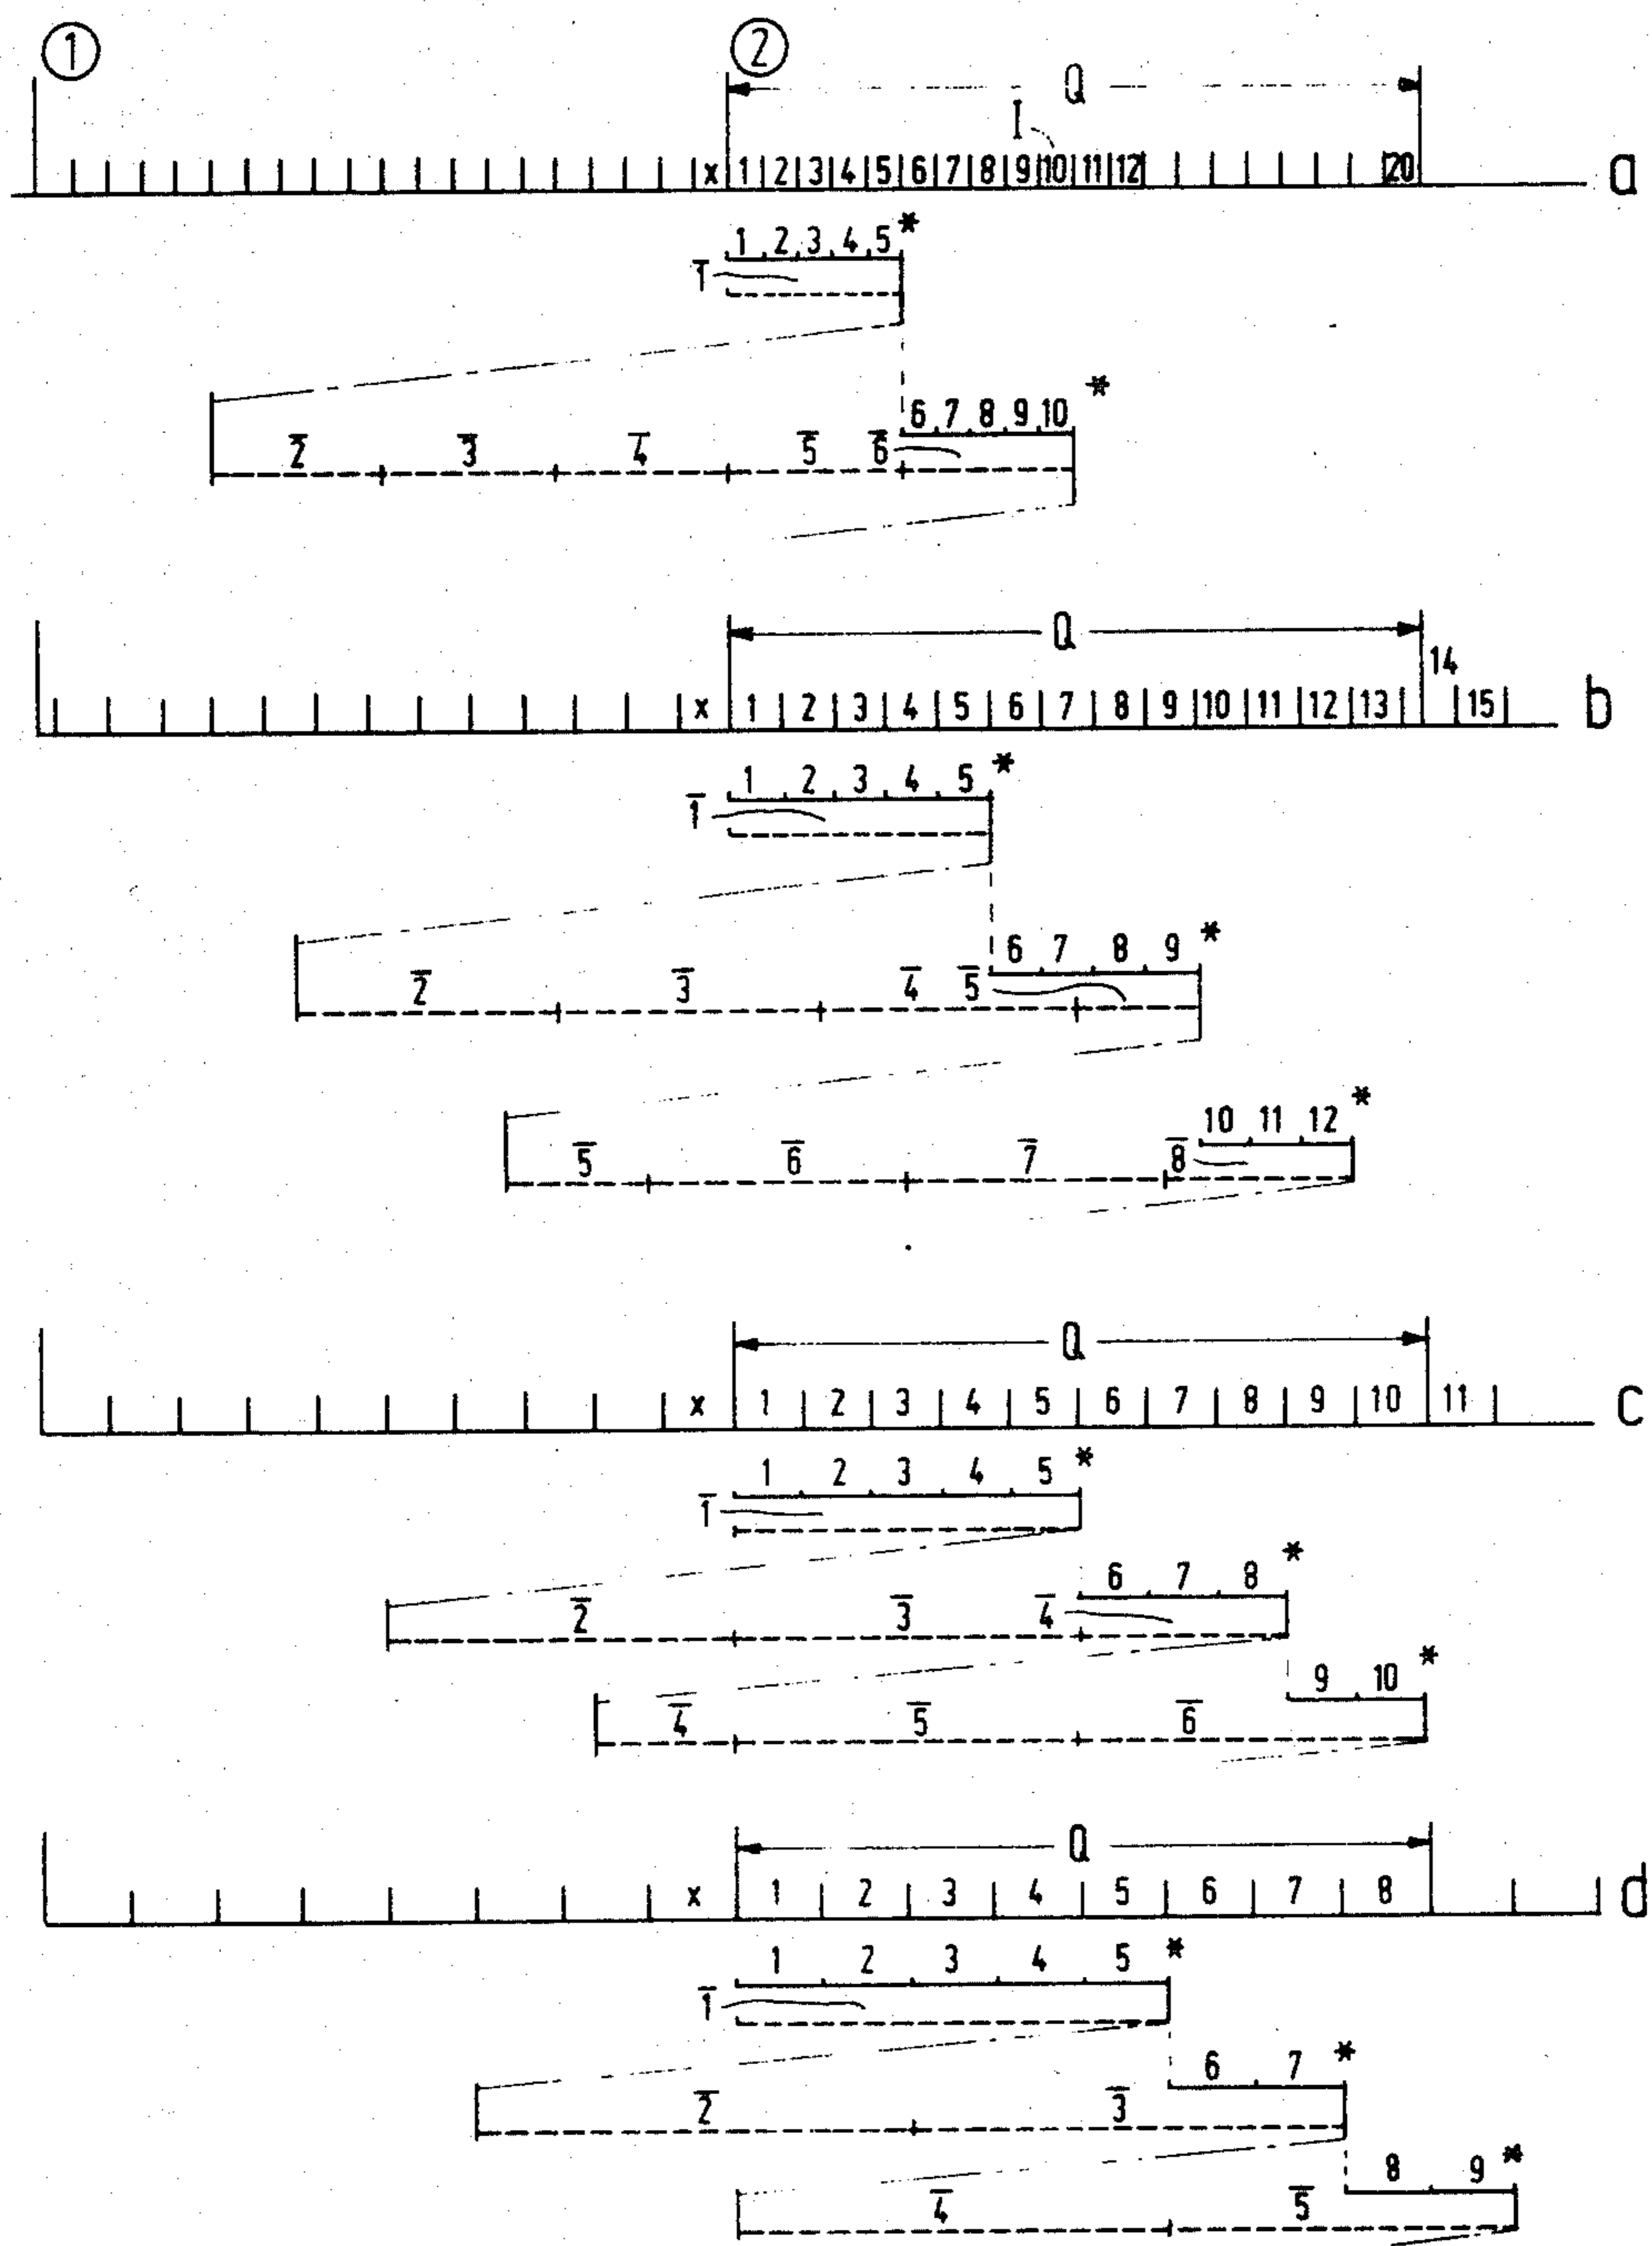 ① ②
Q
I
x 1 2 3 4 5 6 7 8 9 10 11 12 20 a
1 2 3 4 5 *
1̅
6 7 8 9 10 *
2̅ 3̅ 4̅ 5̅ 6̅
Q
14
x 1 2 3 4 5 6 7 8 9 10 11 12 13 15 b
1 2 3 4 5 *
1̅
6 7 8 9 *
2̅ 3̅ 4̅ 5̅
10 11 12 *
5̅ 6̅ 7̅ 8̅
Q
x 1 2 3 4 5 6 7 8 9 10 11 c
1 2 3 4 5 *
1̅
6 7 8 *
2̅ 3̅ 4̅
9 10 *
4̅ 5̅ 6̅
Q
x 1 2 3 4 5 6 7 8 d
1 2 3 4 5 *
1̅
6 7 *
2̅ 3̅
8 9 *
4̅ 5̅